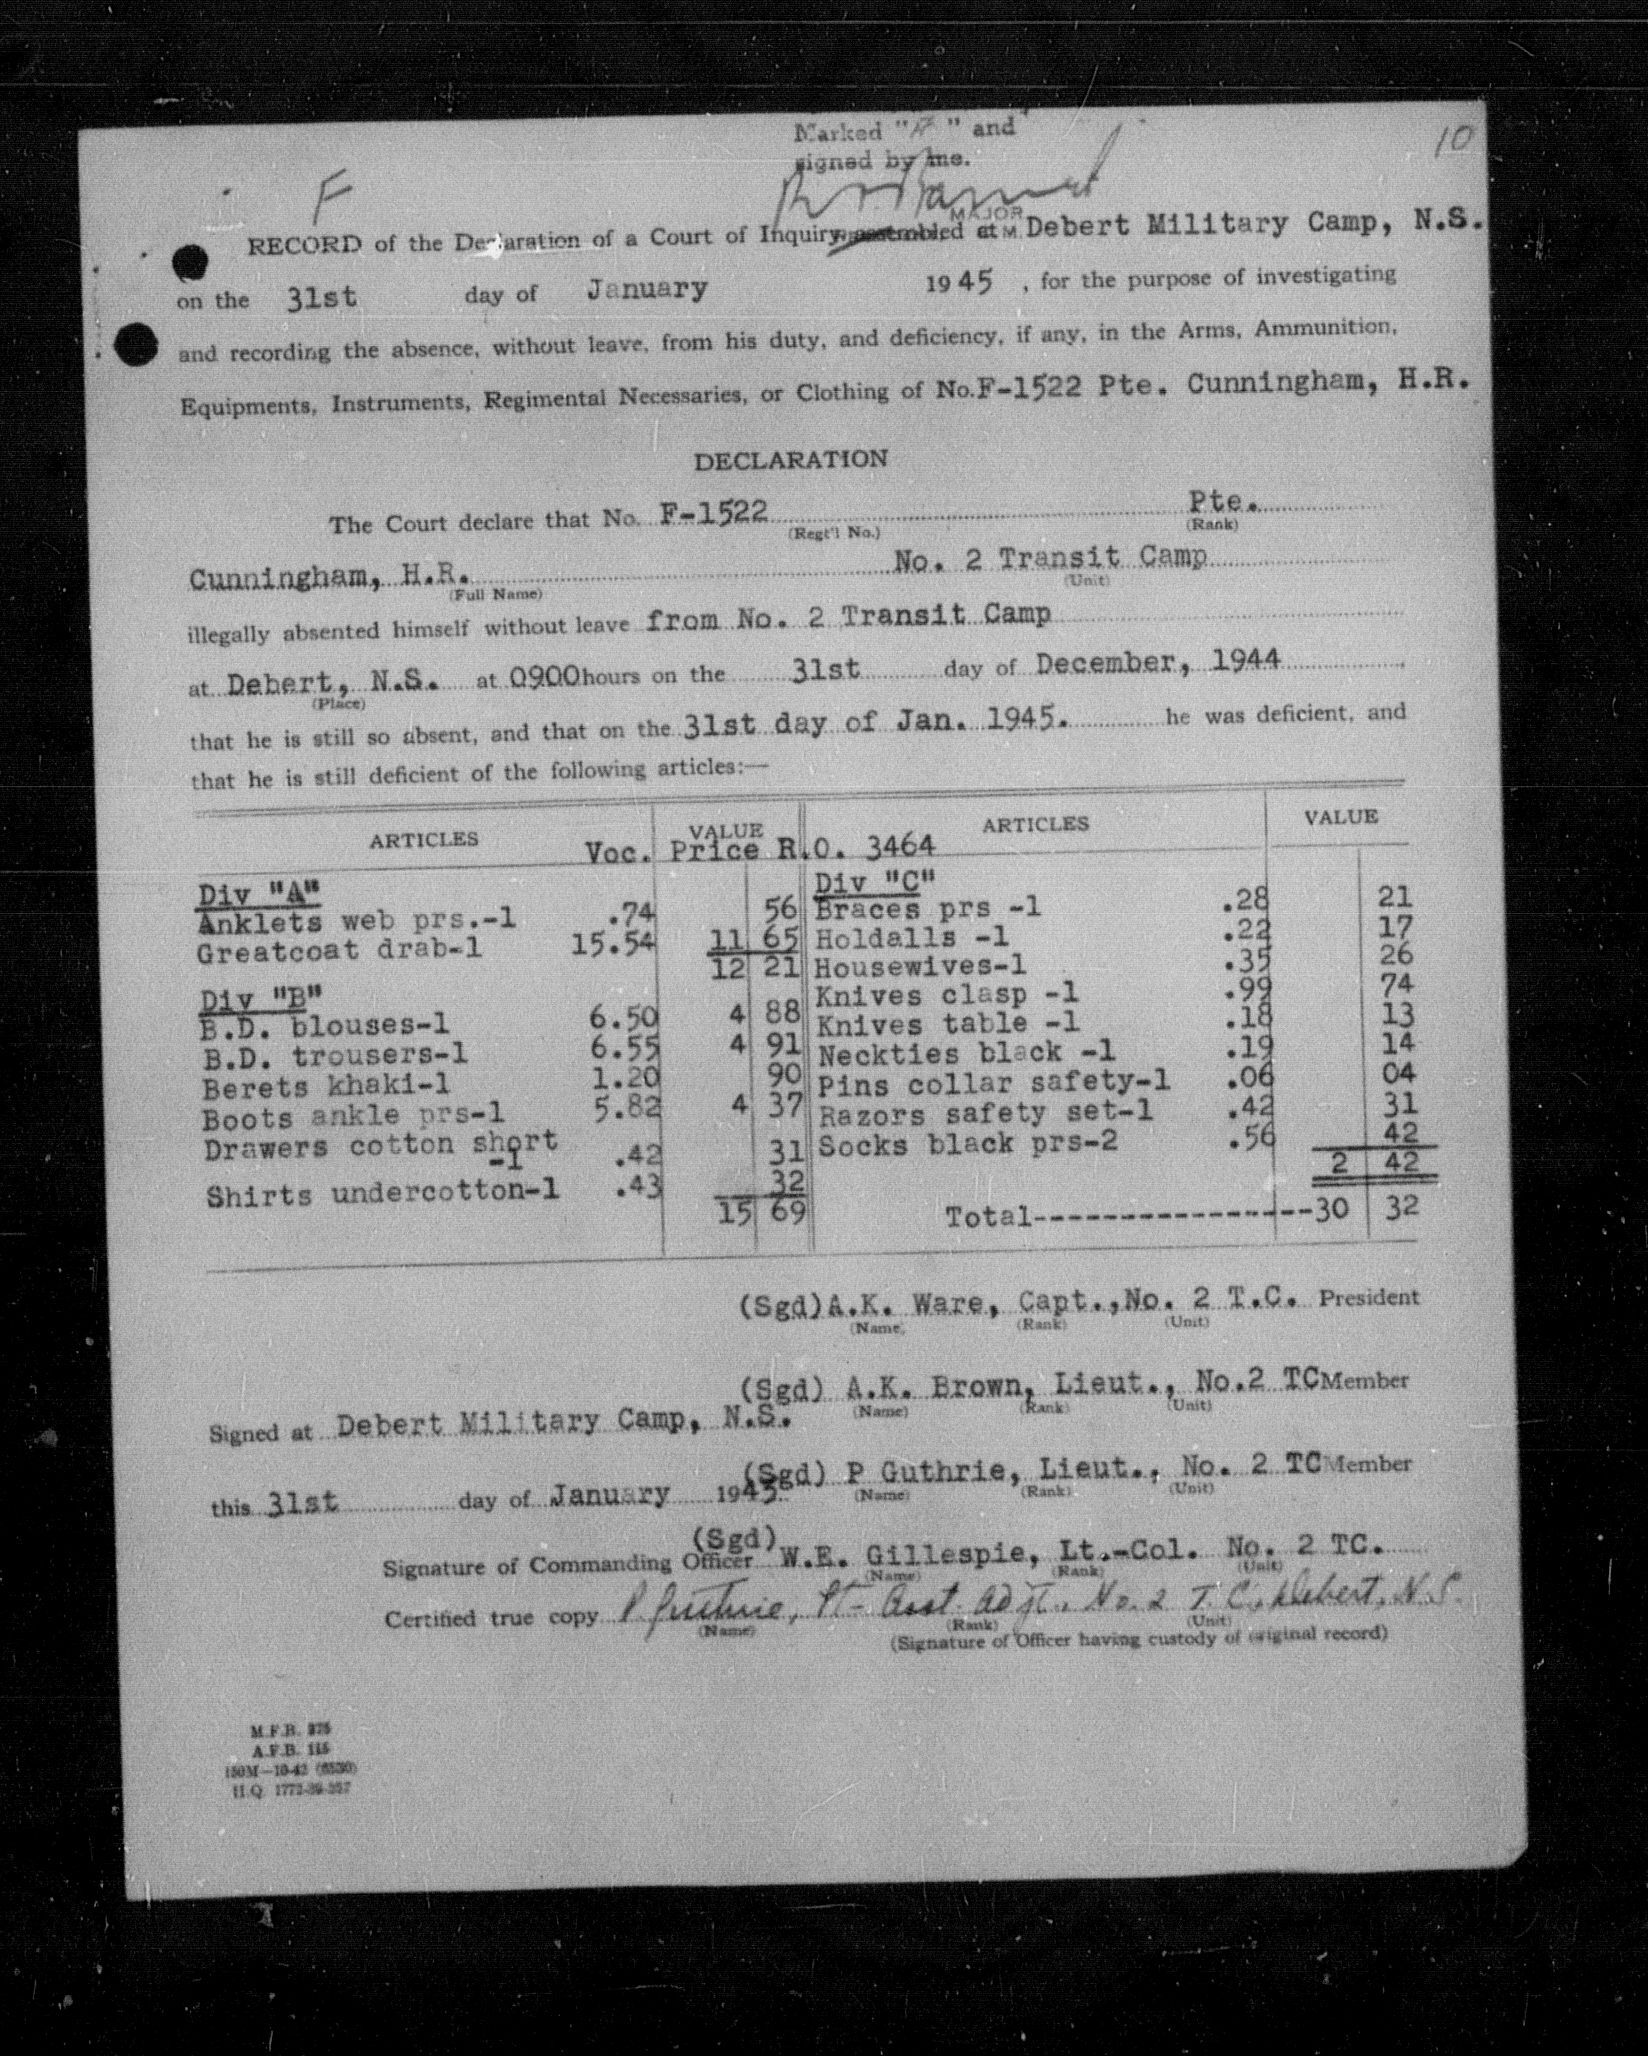 Marked " " and
signed by me.
10
F
MAJOR
RECORD of the Declaration of a Court of Inquiry assembled at M Debert Military Camp, N.S.
on the 31st day of January 1945 , for the purpose of investigating
and recording the absence, without leave, from his duty, and deficiency, if any, in the Arms, Ammunition,
Equipments, Instruments, Regimental Necessaries, or Clothing of No. F-1522 Pte. Cunningham, H.R.
DECLARATION
The Court declare that No. F-1522 Pte.
(Regt'l No.) (Rank)
Cunningham, H.R. No. 2 Transit Camp
(Full Name) (Unit)
illegally absented himself without leave from No. 2 Transit Camp
at Debert, N.S. at 0900 hours on the 31st day of December, 1944
(Place)
that he is still so absent, and that on the 31st day of Jan. 1945. he was deficient, and
that he is still deficient of the following articles:—
ARTICLES VALUE ARTICLES VALUE
Voc. Price R.O. 3464
Div "A"
Anklets web prs.-1 .74 56
Greatcoat drab-1 15.54 11 65
12 21
Div "B"
B.D. blouses-1 6.50 4 88
B.D. trousers-1 6.55 4 91
Berets khaki-1 1.20 90
Boots ankle prs-1 5.82 4 37
Drawers cotton short
-1 .42 31
Shirts undercotton-1 .43 32
15 69
Div "C"
Braces prs -1 .28 21
Holdalls -1 .22 17
Housewives-1 .35 26
Knives clasp -1 .99 74
Knives table -1 .18 13
Neckties black -1 .19 14
Pins collar safety-1 .06 04
Razors safety set-1 .42 31
Socks black prs-2 .56 42
2 42
Total-----------------30 32
(Sgd) A.K. Ware, Capt., No. 2 T.C. President
(Name) (Rank) (Unit)
(Sgd) A.K. Brown, Lieut., No.2 TC Member
(Name) (Rank) (Unit)
Signed at Debert Military Camp, N.S.
(Sgd) P Guthrie, Lieut., No. 2 TC Member
(Name) (Rank) (Unit)
this 31st day of January 1945.
(Sgd)
Signature of Commanding Officer W.E. Gillespie, Lt.-Col. No. 2 TC.
(Name) (Rank) (Unit)
Certified true copy P. Guthrie, Lt- Asst. Adjt., No. 2 T.C., Debert, N.S.
(Name) (Rank) (Unit)
(Signature of Officer having custody of original record)
M.F.B. 375
A.F.B. 115
150M—10-42 (6530)
H.Q. 1772-39-357